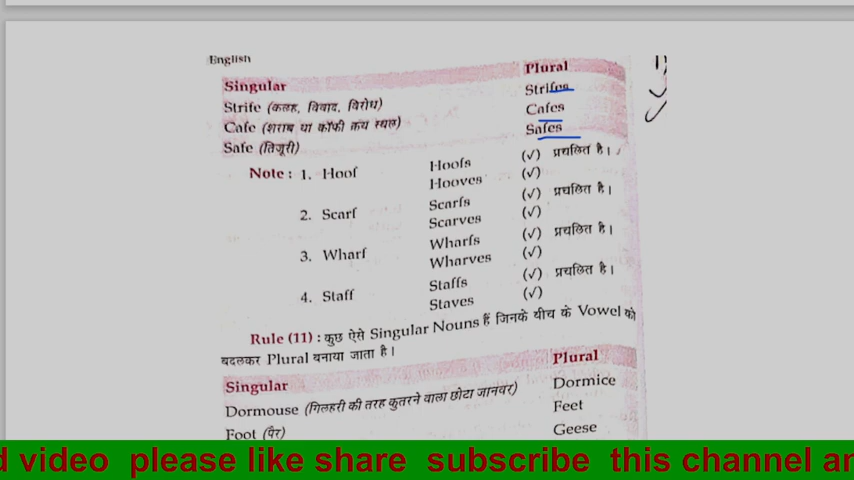 English
Singular Plural
Strife (कलह, विवाद, विरोध) Strifes
Cafe (शराब या कॉफी क्रय स्थल) Cafes
Safe (तिजूरी) Safes
Note : 1. Hoof Hoofs (√) प्रचलित है।
Hooves (√)
2. Scarf Scarfs (√) प्रचलित है।
Scarves (√)
3. Wharf Wharfs (√) प्रचलित है।
Wharves (√)
4. Staff Staffs (√) प्रचलित है।
Staves (√)
Rule (11) : कुछ ऐसे Singular Nouns हैं जिनके बीच के Vowel को
बदलकर Plural बनाया जाता है।
Singular Plural
Dormouse (गिलहरी की तरह कुतरने वाला छोटा जानवर) Dormice
Foot (पैर) Feet
Geese
d video please like share subscribe this channel an